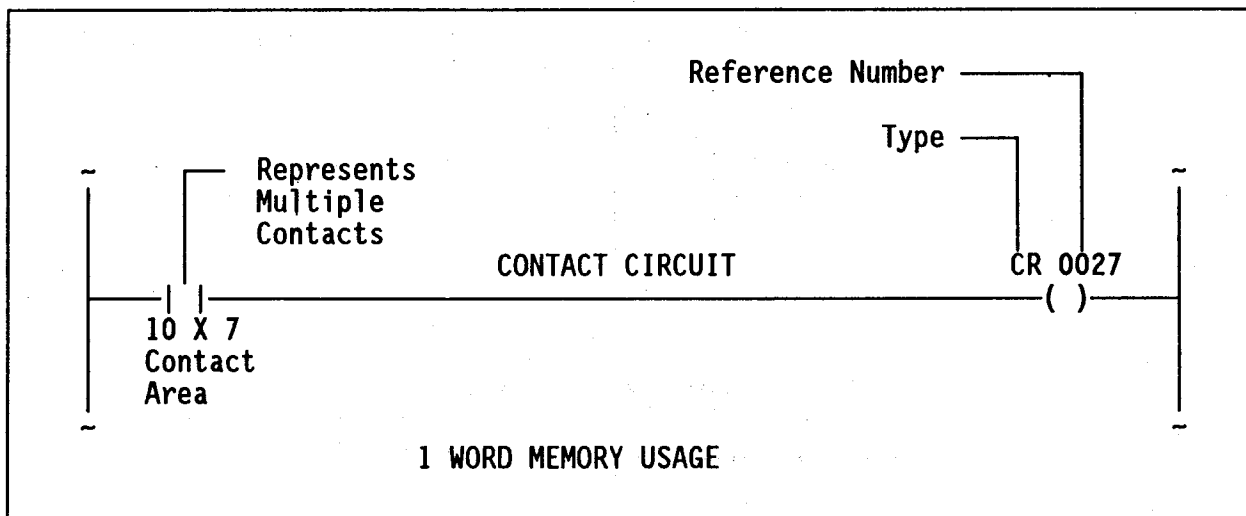 Reference Number
Type
Represents
Multiple
Contacts
CONTACT CIRCUIT
CR 0027
10 X 7
Contact
Area
1 WORD MEMORY USAGE